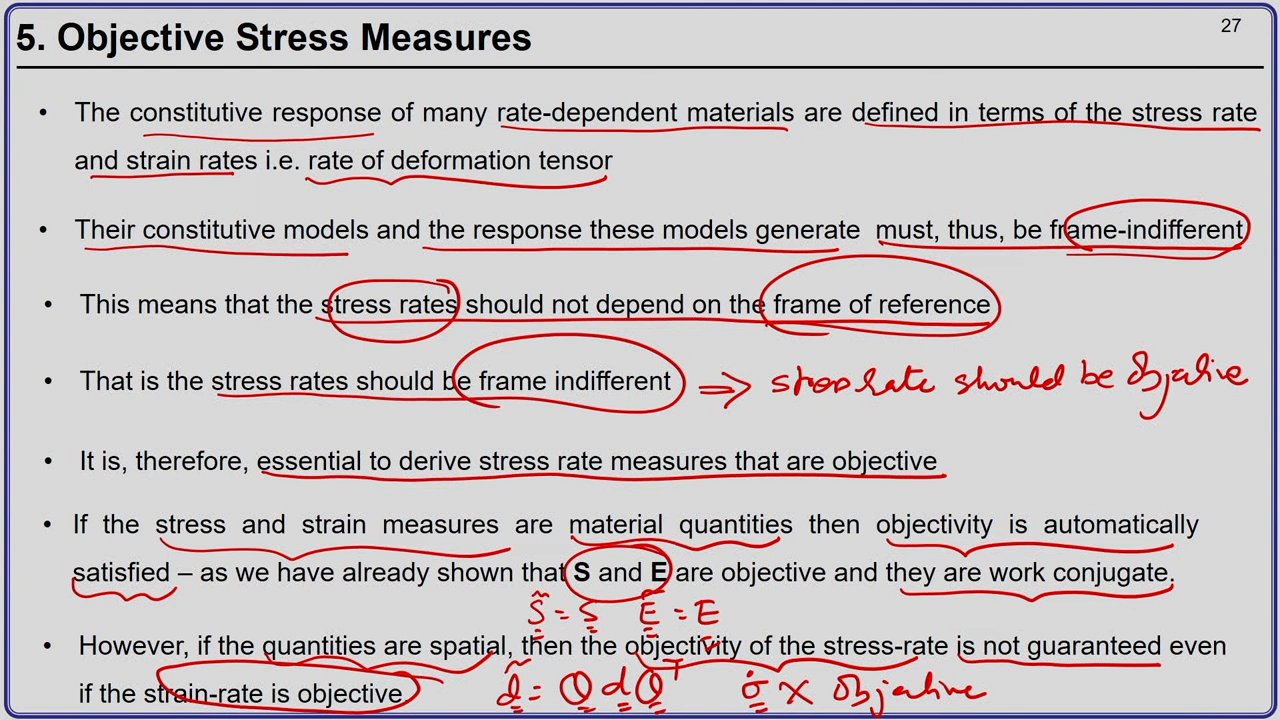 27
5. Objective Stress Measures
• The constitutive response of many rate-dependent materials are defined in terms of the stress rate
and strain rates i.e. rate of deformation tensor
• Their constitutive models and the response these models generate must, thus, be frame-indifferent
• This means that the stress rates should not depend on the frame of reference
• That is the stress rates should be frame indifferent ⟹ stress rate should be objective
• It is, therefore, essential to derive stress rate measures that are objective
• If the stress and strain measures are material quantities then objectivity is automatically
satisfied – as we have already shown that S and E are objective and they are work conjugate.
S̃ = S Ẽ = E
• However, if the quantities are spatial, then the objectivity of the stress-rate is not guaranteed even
if the strain-rate is objective.
d̃ = Q d Qᵀ σ̇ X objective